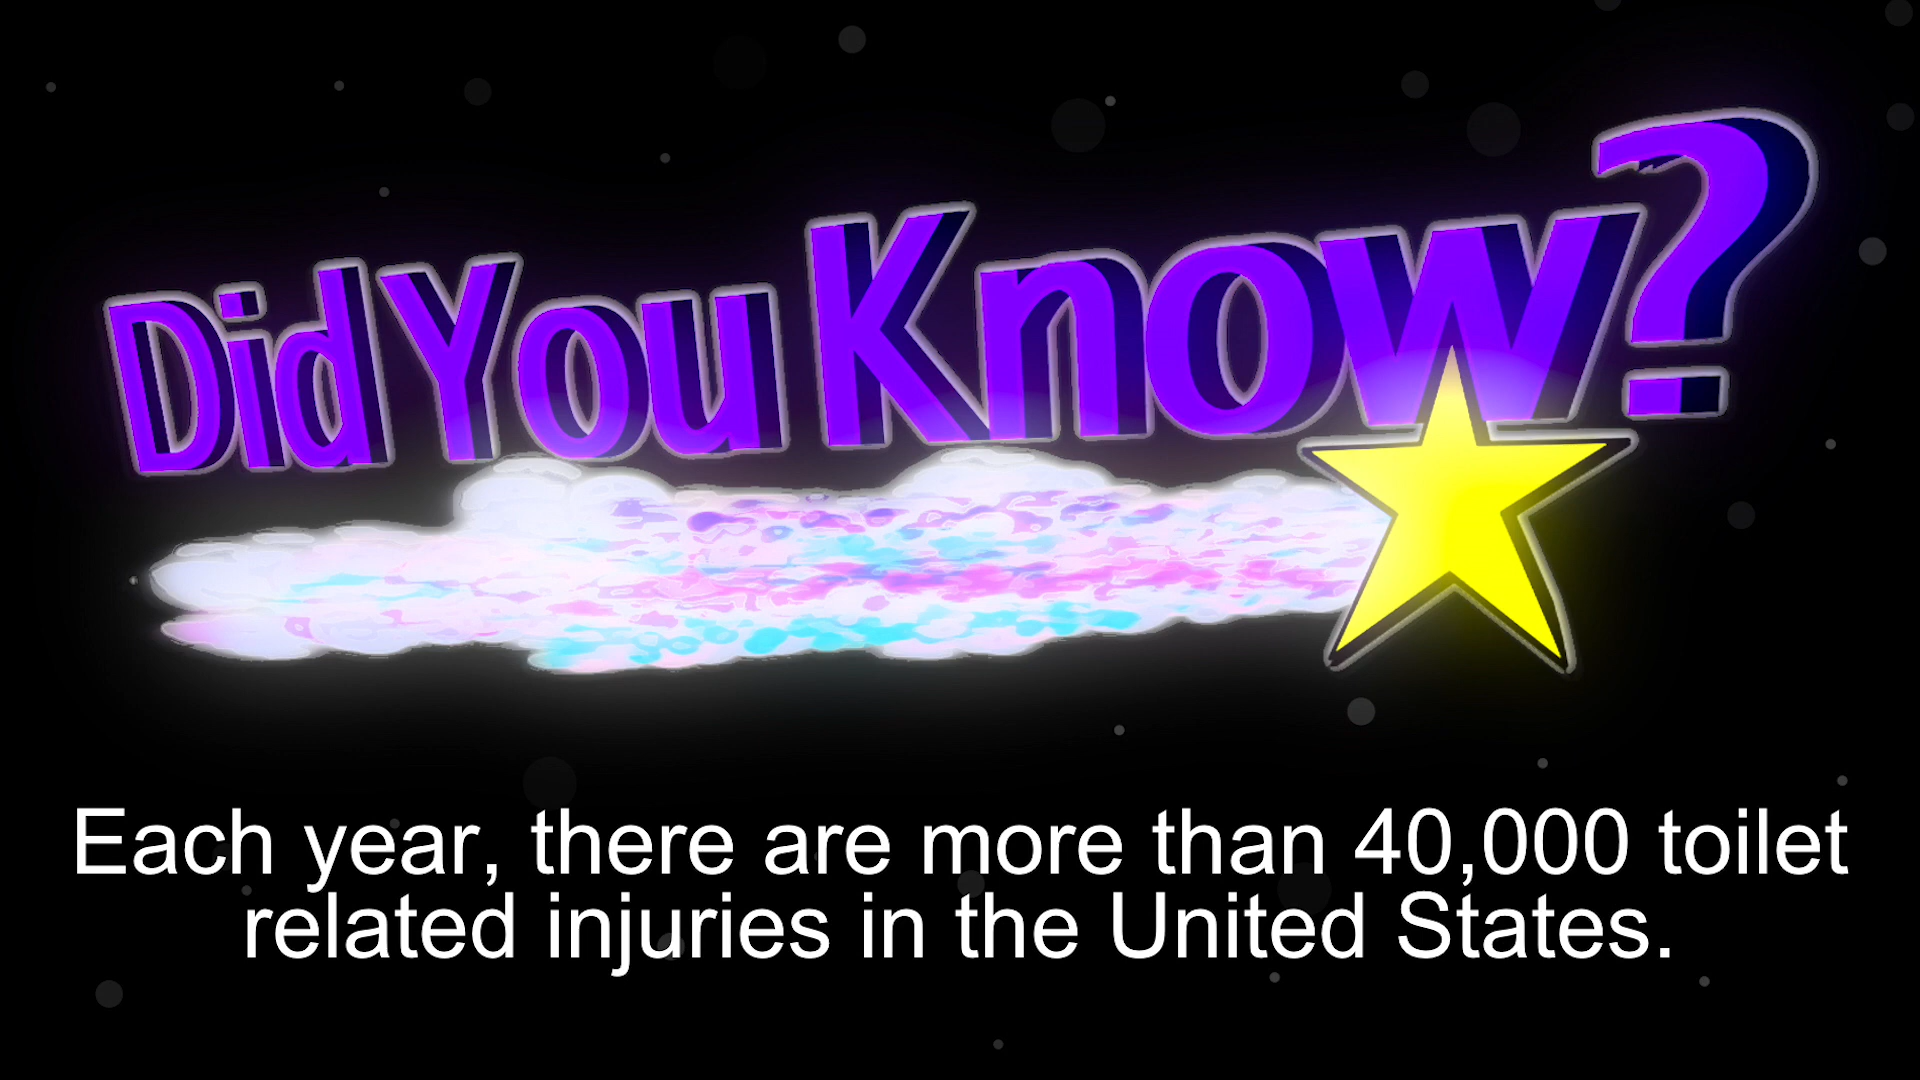 Did You Know?
Each year, there are more than 40,000 toilet
related injuries in the United States.